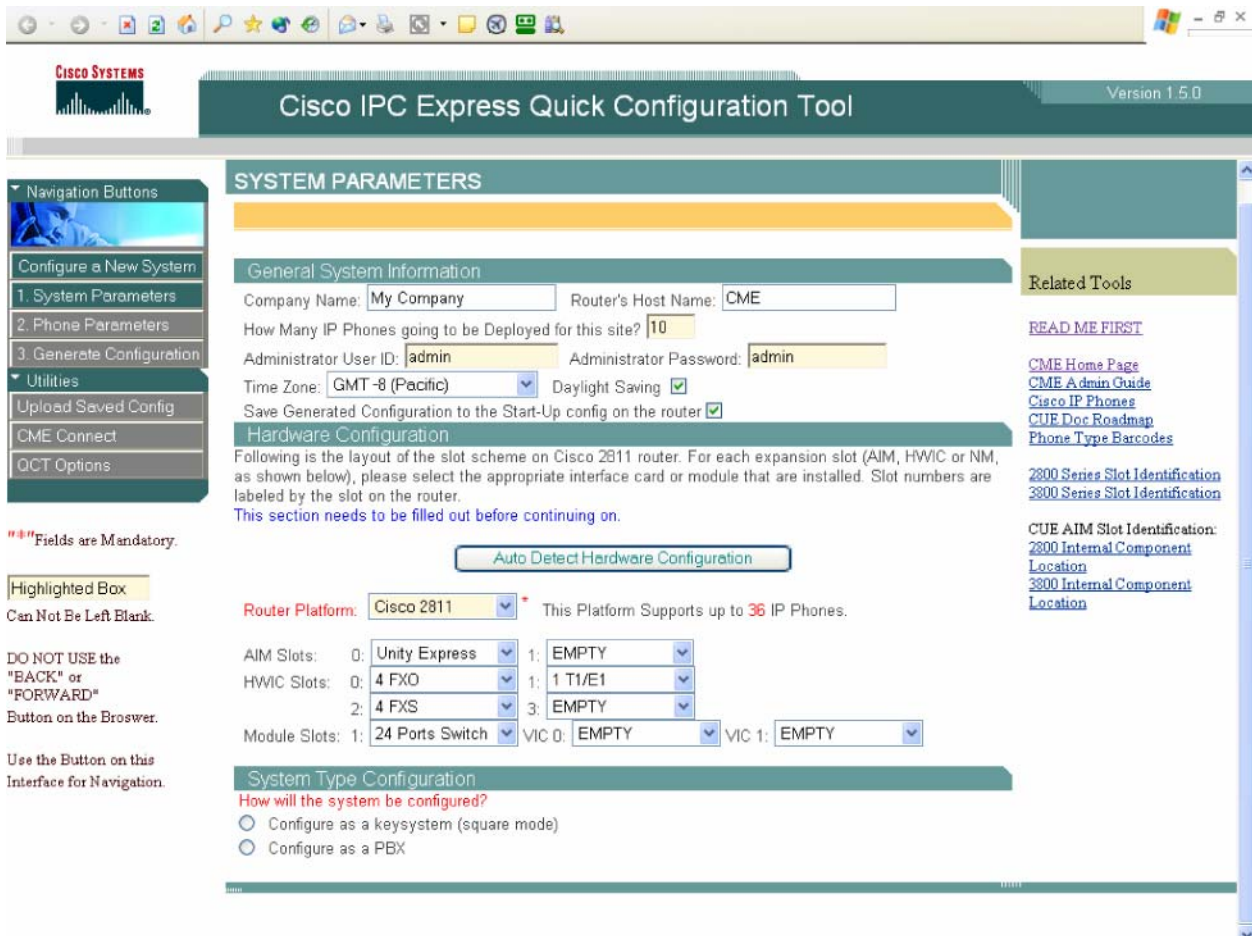 CISCO SYSTEMS
Cisco IPC Express Quick Configuration Tool
Version 1.5.0
Navigation Buttons
Configure a New System
1. System Parameters
2. Phone Parameters
3. Generate Configuration
Utilities
Upload Saved Config
CME Connect
QCT Options
"*"Fields are Mandatory.
Highlighted Box
Can Not Be Left Blank.
DO NOT USE the
"BACK" or
"FORWARD"
Button on the Broswer.
Use the Button on this
Interface for Navigation.
SYSTEM PARAMETERS
General System Information
Company Name: My Company Router's Host Name: CME
How Many IP Phones going to be Deployed for this site? 10
Administrator User ID: admin Administrator Password: admin
Time Zone: GMT -8 (Pacific) Daylight Saving
Save Generated Configuration to the Start-Up config on the router
Hardware Configuration
Following is the layout of the slot scheme on Cisco 2811 router. For each expansion slot (AIM, HWIC or NM,
as shown below), please select the appropriate interface card or module that are installed. Slot numbers are
labeled by the slot on the router.
This section needs to be filled out before continuing on.
Auto Detect Hardware Configuration
Router Platform: Cisco 2811 * This Platform Supports up to 36 IP Phones.
AIM Slots: 0: Unity Express 1: EMPTY
HWIC Slots: 0: 4 FXO 1: 1 T1/E1
2: 4 FXS 3: EMPTY
Module Slots: 1: 24 Ports Switch VIC 0: EMPTY VIC 1: EMPTY
System Type Configuration
How will the system be configured?
Configure as a keysystem (square mode)
Configure as a PBX
Related Tools
READ ME FIRST
CME Home Page
CME Admin Guide
Cisco IP Phones
CUE Doc Roadmap
Phone Type Barcodes
2800 Series Slot Identification
3800 Series Slot Identification
CUE AIM Slot Identification:
2800 Internal Component
Location
3800 Internal Component
Location